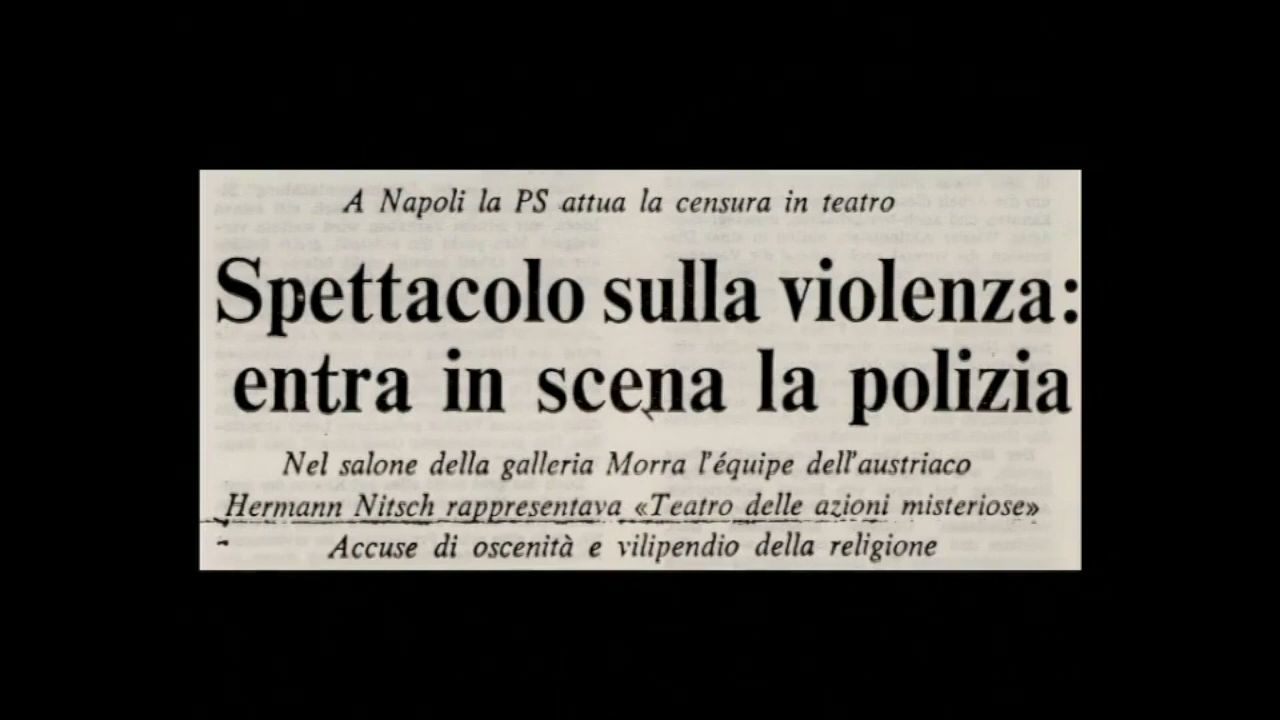 A Napoli la PS attua la censura in teatro
Spettacolo sulla violenza:
entra in scena la polizia
Nel salone della galleria Morra l'équipe dell'austriaco
Hermann Nitsch rappresentava «Teatro delle azioni misteriose»
Accuse di oscenità e vilipendio della religione